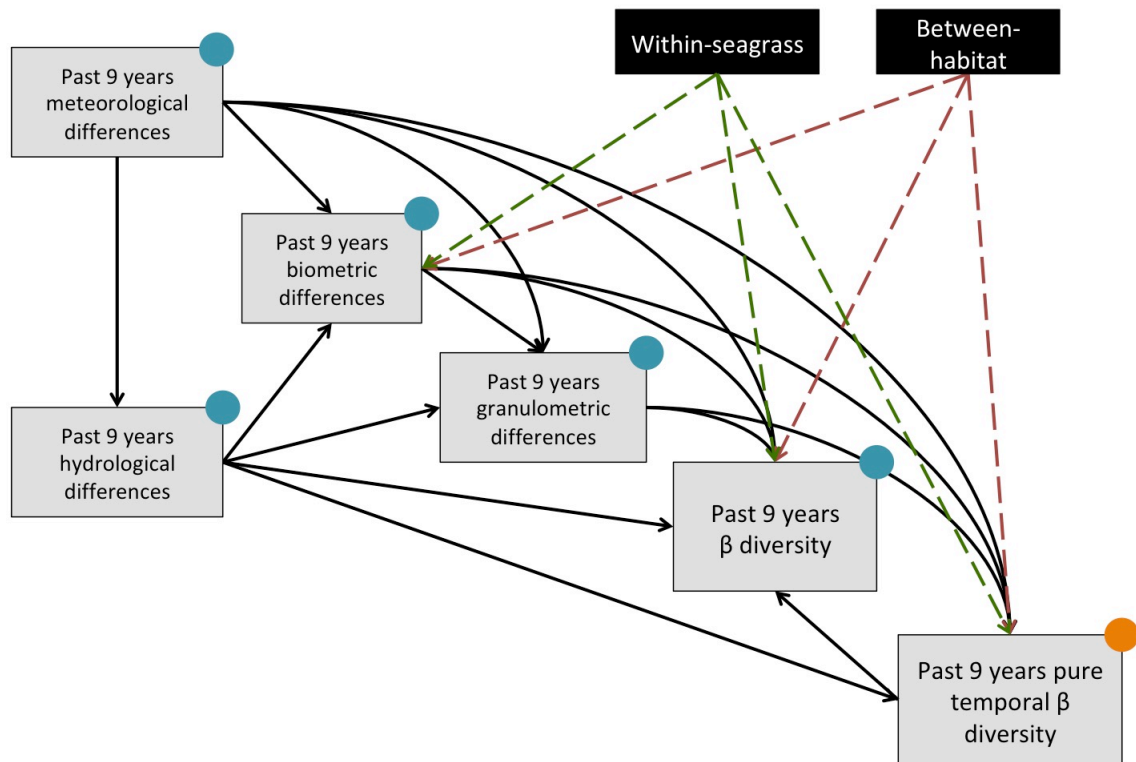 Within-seagrass
Between-
habitat
Past 9 years
meteorological
differences
Past 9 years
biometric
differences
Past 9 years
granulometric
differences
Past 9 years
hydrological
differences
Past 9 years
β diversity
Past 9 years pure
temporal β
diversity